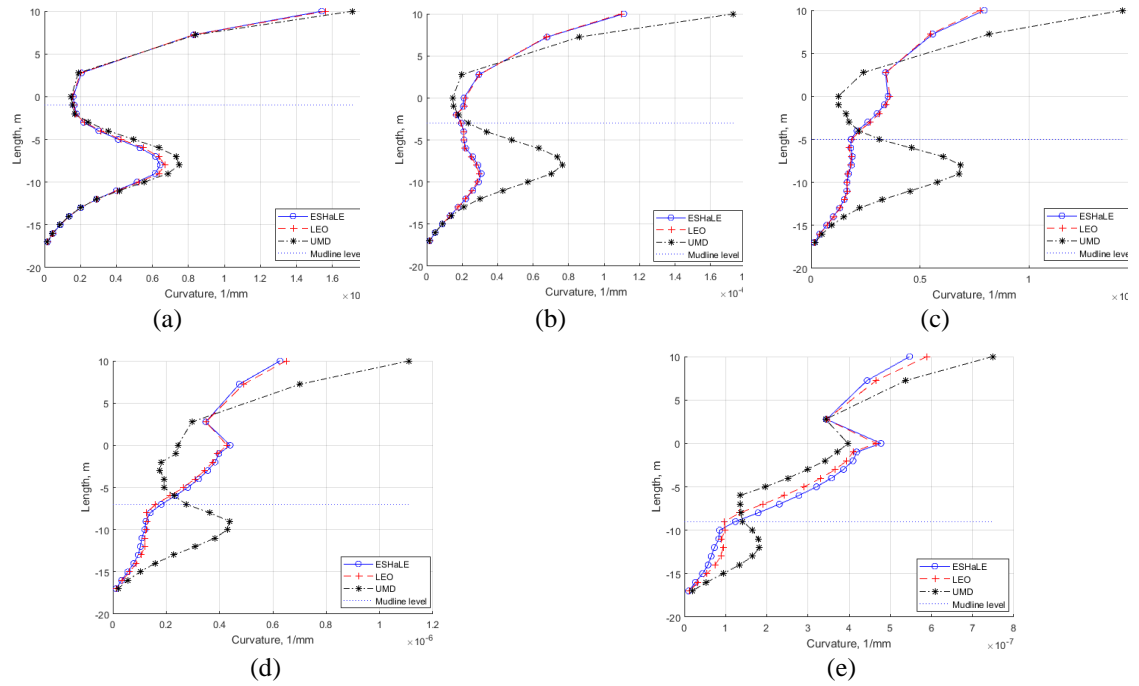 10
5
0
-5
-10
-15
-20
Length, m
0 0.2 0.4 0.6 0.8 1 1.2 1.4 1.6 1.8
Curvature, 1/mm
×10
ESHaLE
LEO
UMD
Mudline level
(a)
10
5
0
-5
-10
-15
-20
Length, m
0 0.2 0.4 0.6 0.8 1 1.2 1.4 1.6
Curvature, 1/mm
×10
ESHaLE
LEO
UMD
Mudline level
(b)
10
5
0
-5
-10
-15
-20
Length, m
0 0.5 1
Curvature, 1/mm
×10
ESHaLE
LEO
UMD
Mudline level
(c)
10
5
0
-5
-10
-15
-20
Length, m
0 0.2 0.4 0.6 0.8 1 1.2
Curvature, 1/mm
×10-6
ESHaLE
LEO
UMD
Mudline level
(d)
10
5
0
-5
-10
-15
-20
Length, m
0 1 2 3 4 5 6 7 8
Curvature, 1/mm
×10-7
ESHaLE
LEO
UMD
Mudline level
(e)